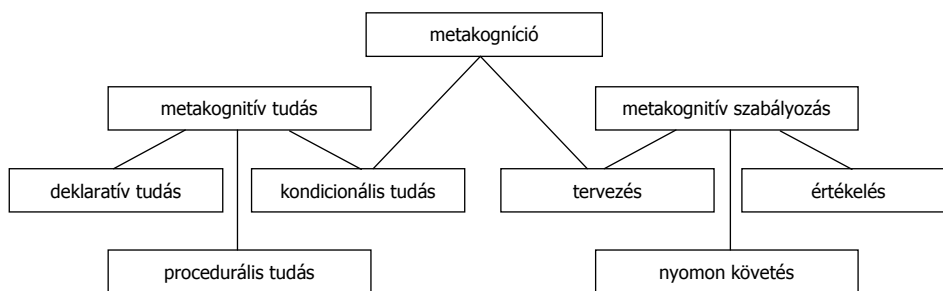 metakogníció
metakognitív tudás
metakognitív szabályozás
deklaratív tudás
kondicionális tudás
tervezés
értékelés
procedurális tudás
nyomon követés